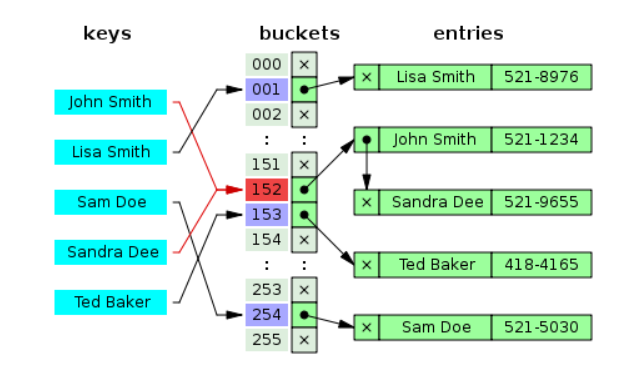 keys buckets entries
000 ×
001 × Lisa Smith 521-8976
John Smith
002 ×
: :
× John Smith 521-1234
Lisa Smith
151 ×
152
Sam Doe × Sandra Dee 521-9655
153
154 ×
Sandra Dee
: : × Ted Baker 418-4165
253 ×
Ted Baker
254 × Sam Doe 521-5030
255 ×